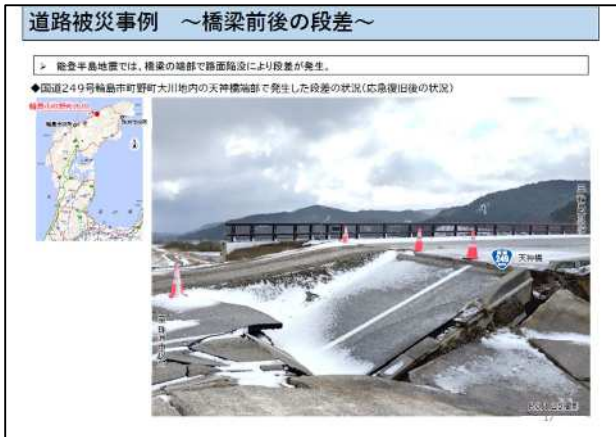 道路被災事例 ～橋梁前後の段差～
➢ 能登半島地震では、橋梁の端部で路面陥没により段差が発生。
◆国道249号輪島市町野町大川地内の天神橋端部で発生した段差の状況(応急復旧後の状況)
249
天神橋
17